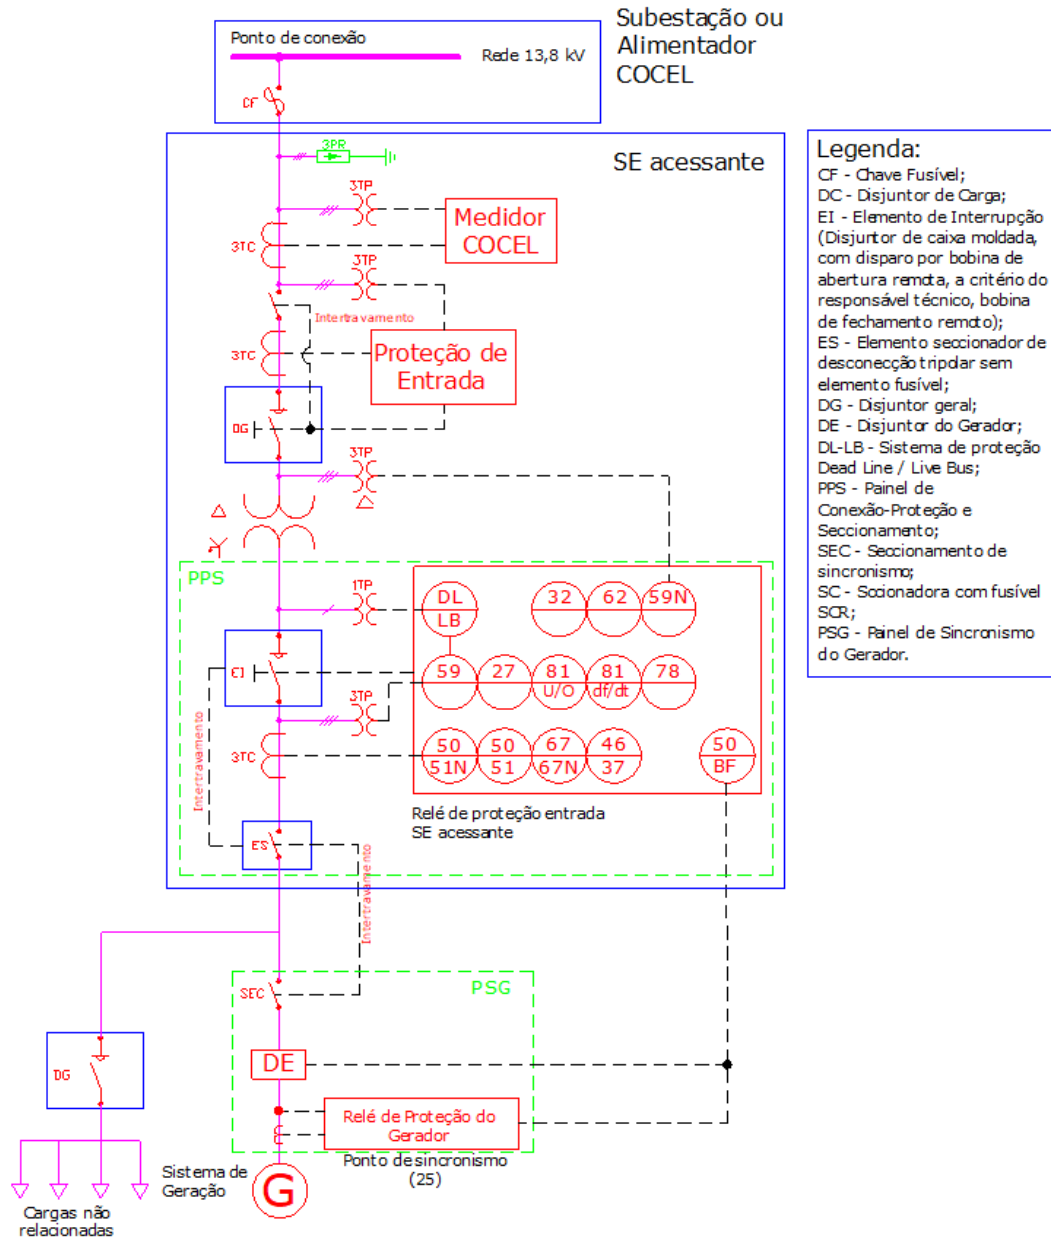 Subestação ou
Alimentador
COCEL
Ponto de conexão
Rede 13,8 kV
CF
SE acessante
3PR
3TP
Medidor
COCEL
3TC
3TP
Intertravamento
Proteção de
Entrada
3TC
DG
3TP
PPS
1TP
DL
LB
32
62
59N
EI
59
27
81
U/O
81
df/dt
78
3TP
Intertravamento
3TC
50
51N
50
51
67
67N
46
37
50
BF
Relé de proteção entrada
SE acessante
ES
Intertravamento
SEC
PSG
DG
DE
Relé de Proteção do
Gerador
Ponto de sincronismo
(25)
Sistema de
Geração
G
Cargas não
relacionadas
Legenda:
CF - Chave Fusível;
DC - Disjuntor de Carga;
EI - Elemento de Interrupção
(Disjuntor de caixa moldada,
com disparo por bobina de
abertura remota, a critério do
responsável técnico, bobina
de fechamento remoto);
ES - Elemento seccionador de
desconecção tripolar sem
elemento fusível;
DG - Disjuntor geral;
DE - Disjuntor do Gerador;
DL-LB - Sistema de proteção
Dead Line / Live Bus;
PPS - Painel de
Conexão-Proteção e
Seccionamento;
SEC - Seccionamento de
sincronismo;
SC - Sccionadora com fusível
SCR;
PSG - Painel de Sincronismo
do Gerador.